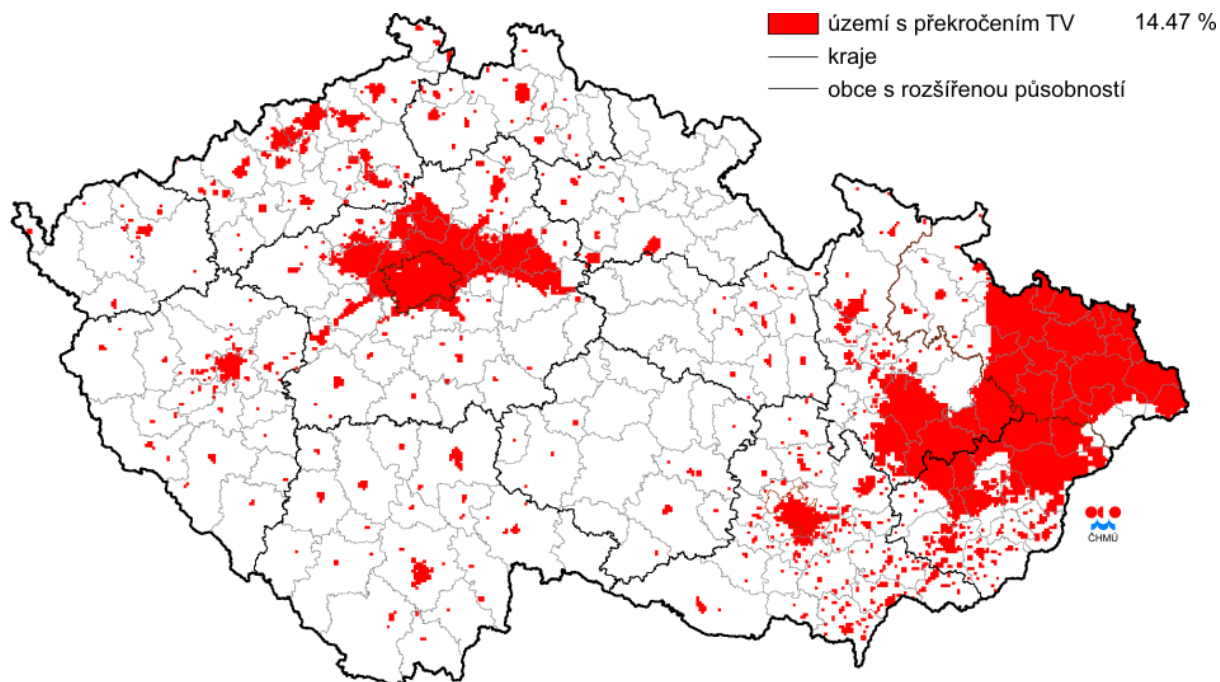 území s překročením TV 14.47 %
kraje
obce s rozšířenou působností
ČHMÚ